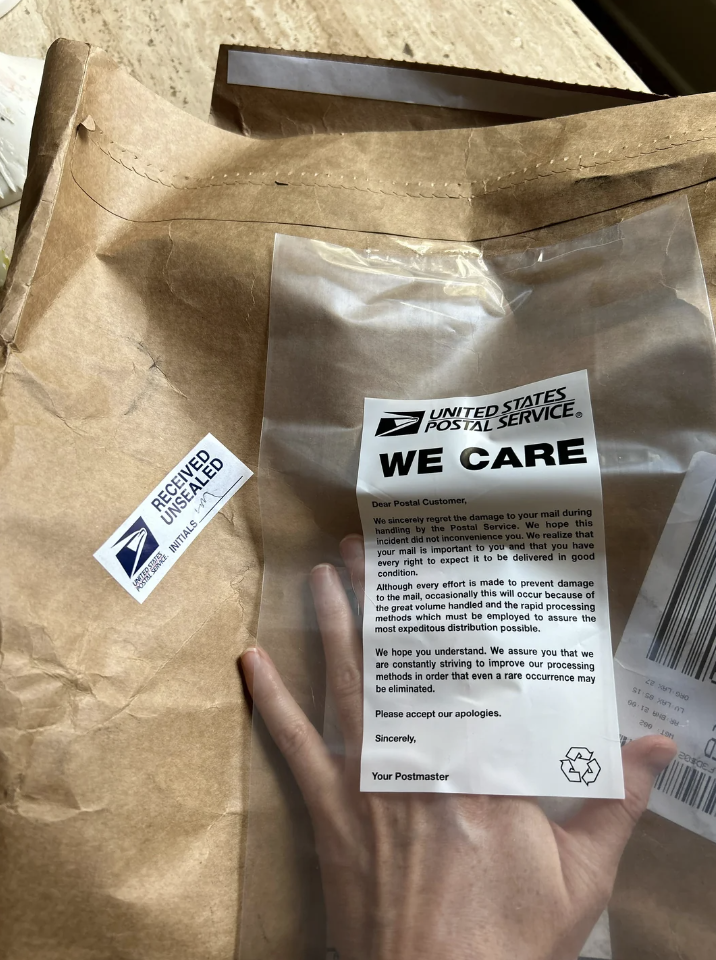 UNITED STATES
POSTAL SERVICE®
WE CARE
Dear Postal Customer,
We sincerely regret the damage to your mail during
handling by the Postal Service. We hope this
incident did not inconvenience you. We realize that
your mail is important to you and that you have
every right to expect it to be delivered in good
condition.
Although every effort is made to prevent damage
to the mail, occasionally this will occur because of
the great volume handled and the rapid processing
methods which must be employed to assure the
most expeditous distribution possible.
We hope you understand. We assure you that we
are constantly striving to improve our processing
methods in order that even a rare occurrence may
be eliminated.
Please accept our apologies.
Sincerely,
Your Postmaster
RECEIVED
UNSEALED
INITIALS
UNITED STATES
POSTAL SERVICE